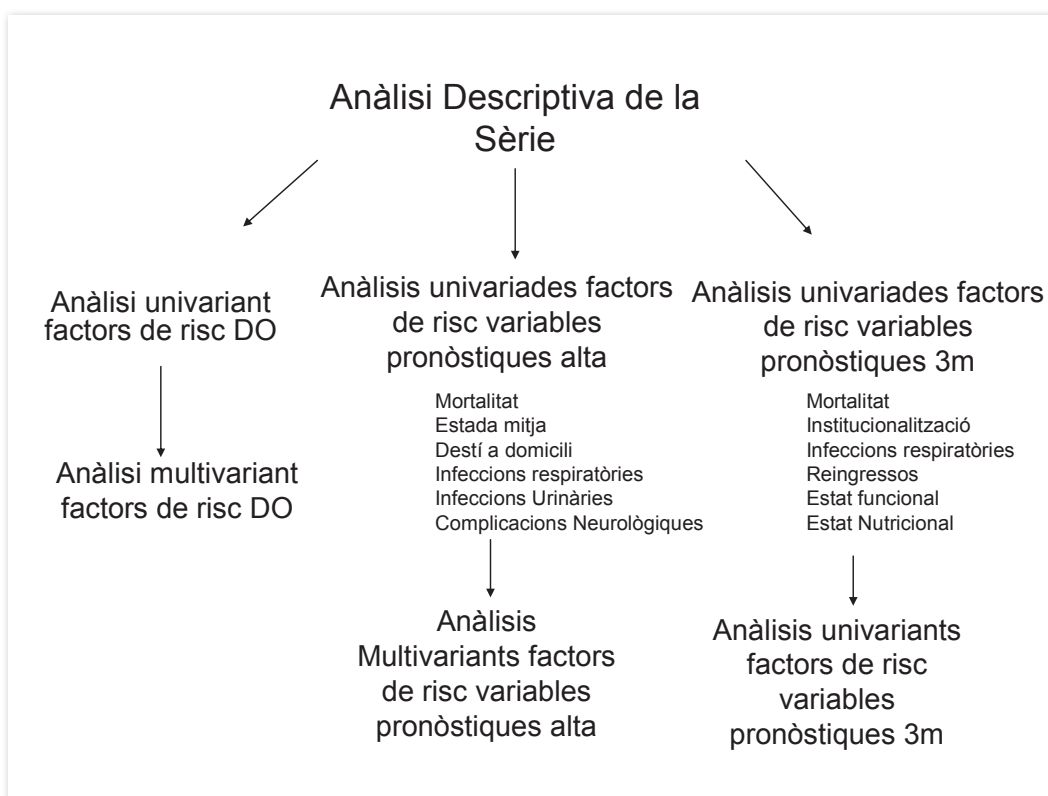 Anàlisi Descriptiva de la
Sèrie
Anàlisi univariant
factors de risc DO
Anàlisi multivariant
factors de risc DO
Anàlisis univariades factors
de risc variables
pronòstiques alta
Mortalitat
Estada mitja
Destí a domicili
Infeccions respiratòries
Infeccions Urinàries
Complicacions Neurològiques
Anàlisis
Multivariants factors
de risc variables
pronòstiques alta
Anàlisis univariades factors
de risc variables
pronòstiques 3m
Mortalitat
Institucionalització
Infeccions respiratòries
Reingressos
Estat funcional
Estat Nutricional
Anàlisis univariants
factors de risc
variables
pronòstiques 3m